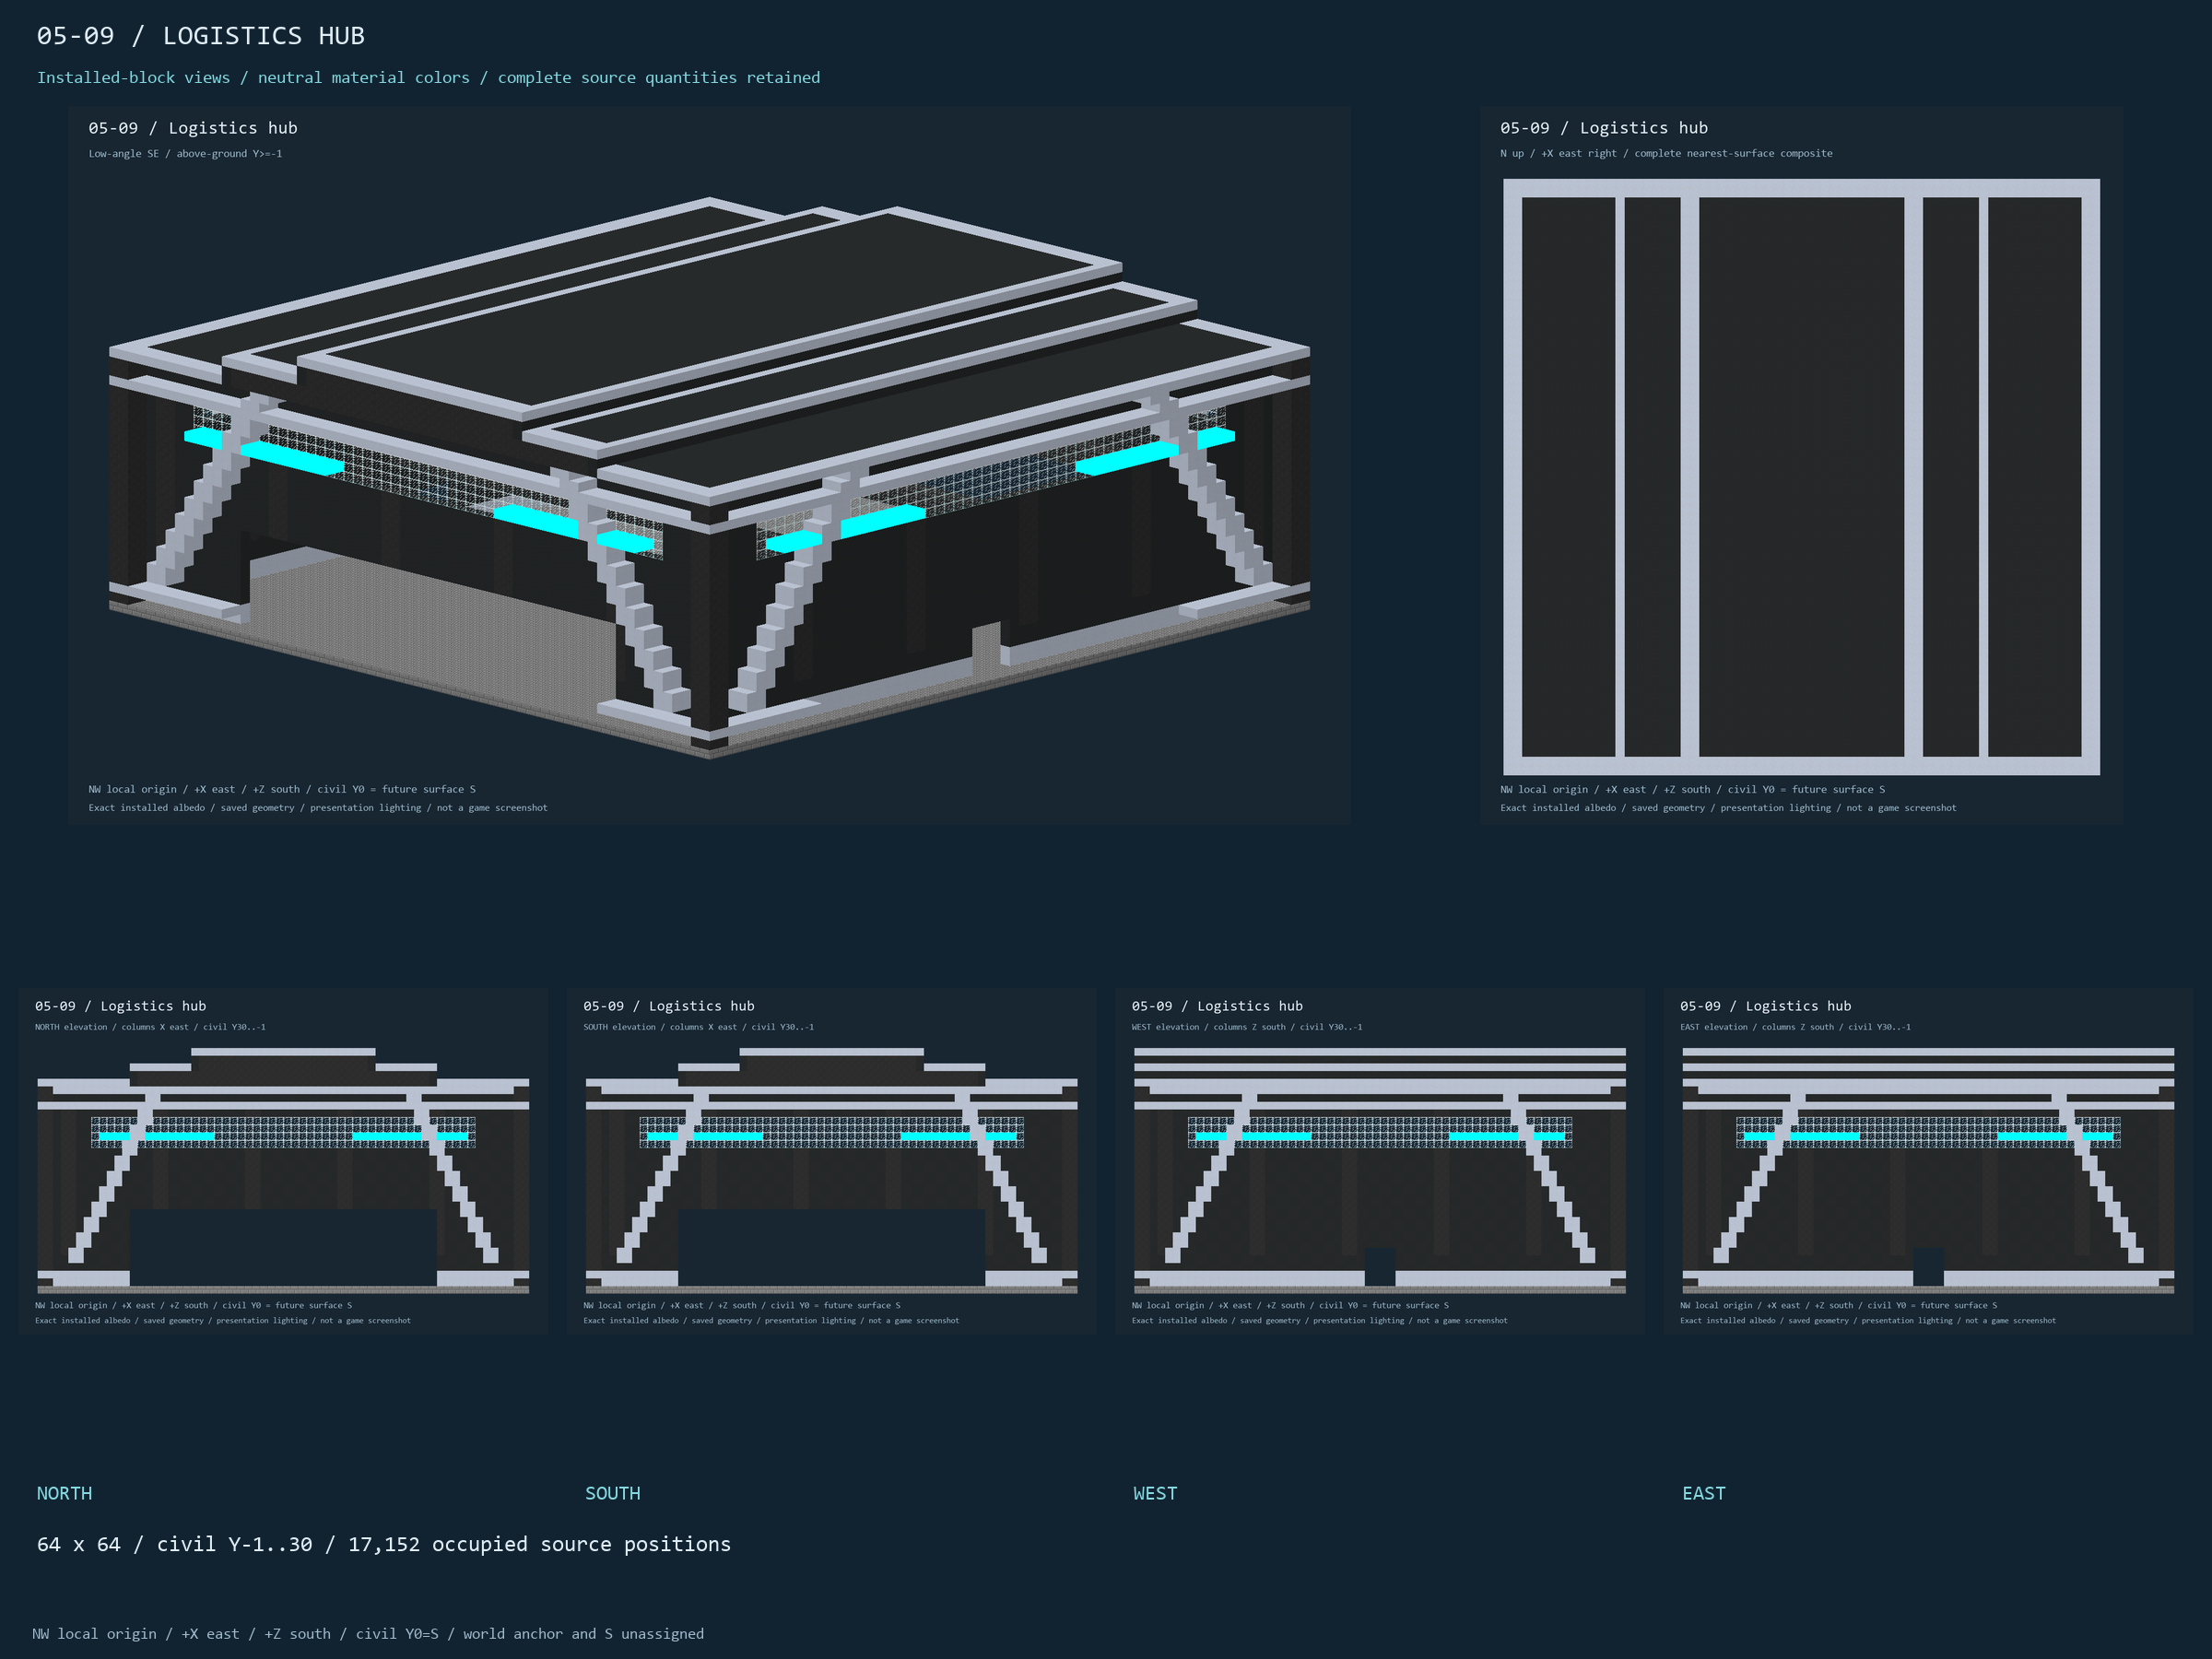 05-09 / LOGISTICS HUB
Installed-block views / neutral material colors / complete source quantities retained
05-09 / Logistics hub
Low-angle SE / above-ground Y>=-1
NW local origin / +X east / +Z south / civil Y0 = future surface S
Exact installed albedo / saved geometry / presentation lighting / not a game screenshot
05-09 / Logistics hub
N up / +X east right / complete nearest-surface composite
NW local origin / +X east / +Z south / civil Y0 = future surface S
Exact installed albedo / saved geometry / presentation lighting / not a game screenshot
05-09 / Logistics hub
NORTH elevation / columns X east / civil Y30..-1
NW local origin / +X east / +Z south / civil Y0 = future surface S
Exact installed albedo / saved geometry / presentation lighting / not a game screenshot
05-09 / Logistics hub
SOUTH elevation / columns X east / civil Y30..-1
NW local origin / +X east / +Z south / civil Y0 = future surface S
Exact installed albedo / saved geometry / presentation lighting / not a game screenshot
05-09 / Logistics hub
WEST elevation / columns Z south / civil Y30..-1
NW local origin / +X east / +Z south / civil Y0 = future surface S
Exact installed albedo / saved geometry / presentation lighting / not a game screenshot
05-09 / Logistics hub
EAST elevation / columns Z south / civil Y30..-1
NW local origin / +X east / +Z south / civil Y0 = future surface S
Exact installed albedo / saved geometry / presentation lighting / not a game screenshot
NORTH
SOUTH
WEST
EAST
64 x 64 / civil Y-1..30 / 17,152 occupied source positions
NW local origin / +X east / +Z south / civil Y0=S / world anchor and S unassigned